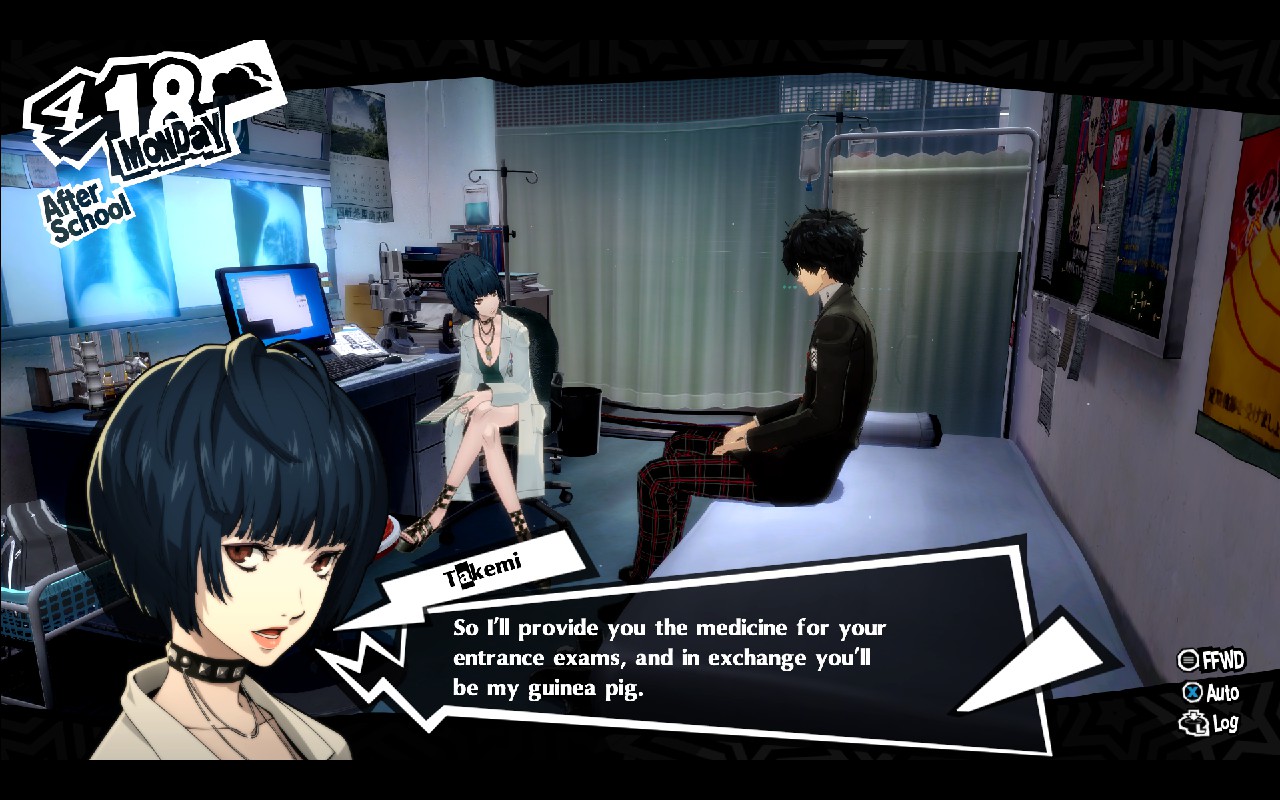 4/18
MONDAY
After
School
Takemi
So I'll provide you the medicine for your
entrance exams, and in exchange you'll
be my guinea pig.
FFWD
Auto
Log